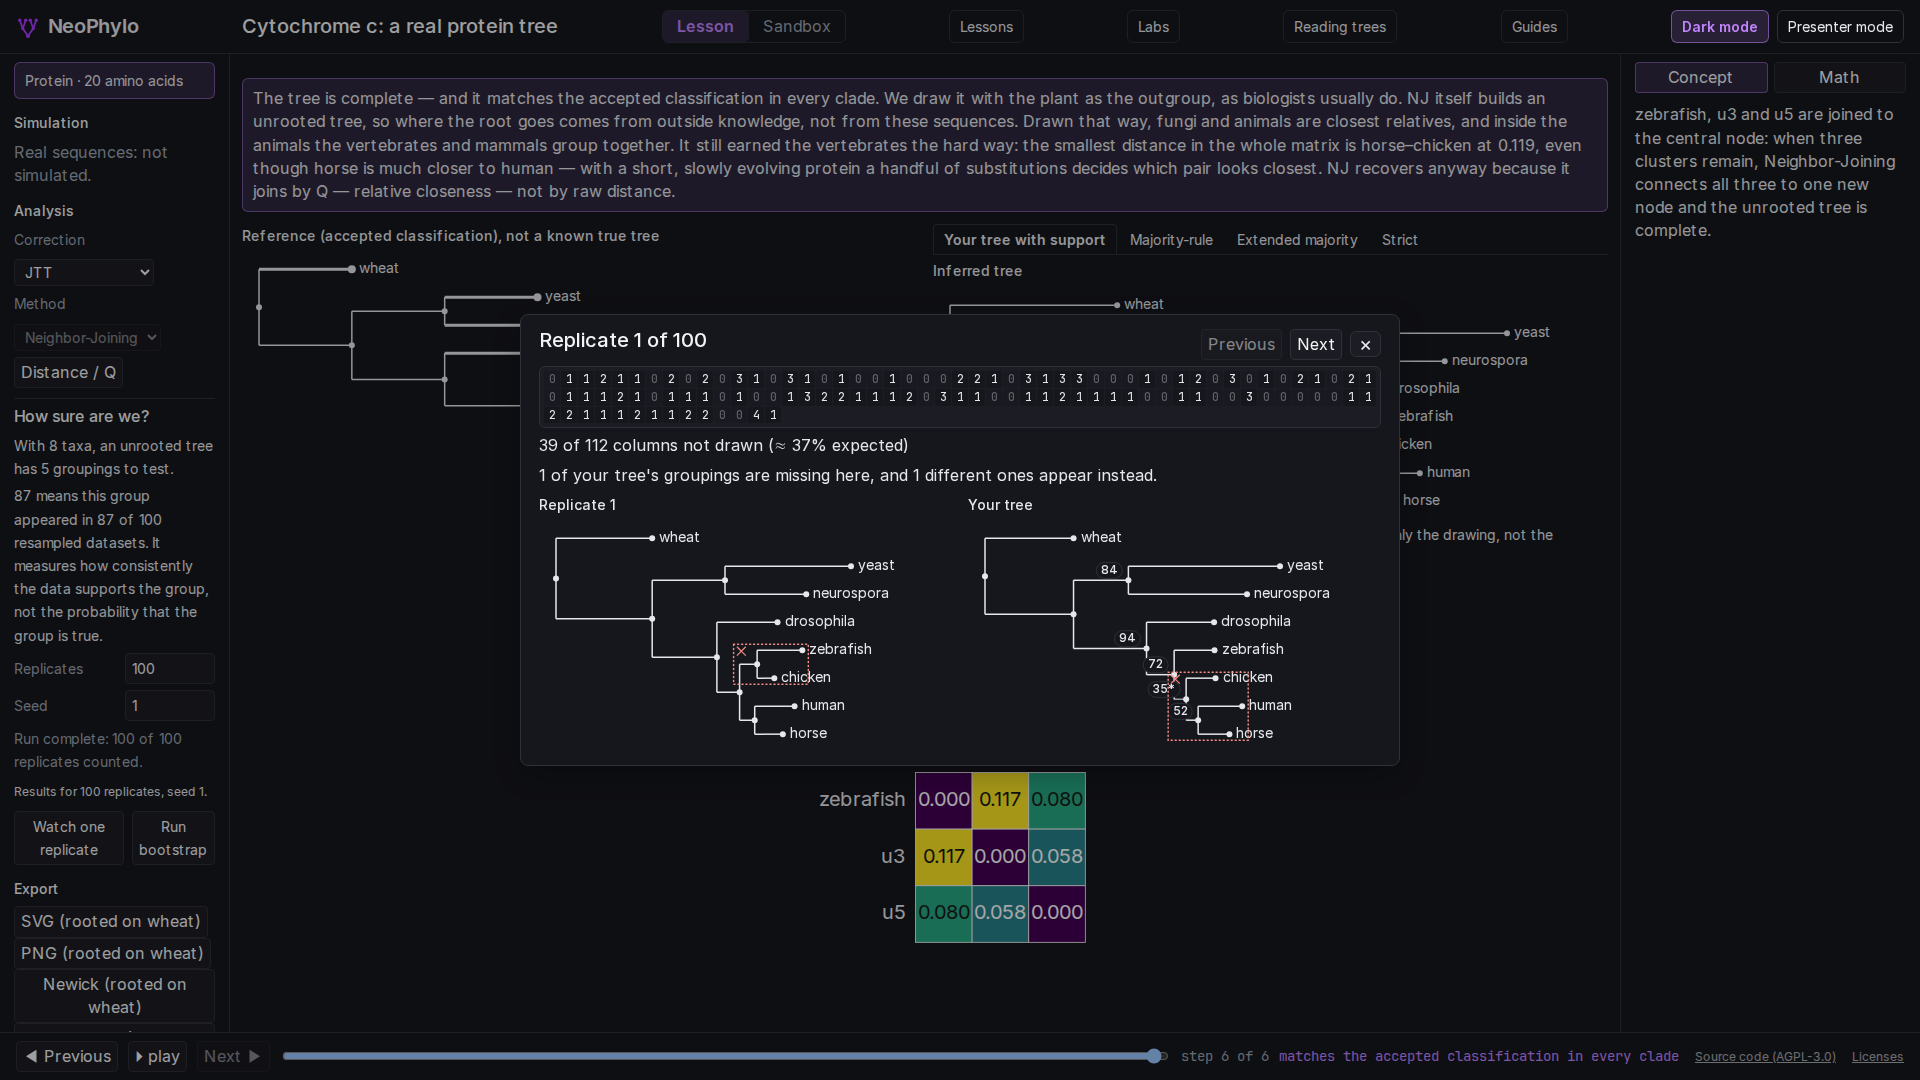 NeoPhylo
Cytochrome c: a real protein tree
Lesson
Sandbox
Lessons
Labs
Reading trees
Guides
Dark mode
Presenter mode
Protein · 20 amino acids
Simulation
Real sequences: not
simulated.
Analysis
Correction
JTT
Method
Neighbor-Joining
Distance / Q
How sure are we?
With 8 taxa, an unrooted tree
has 5 groupings to test.
87 means this group
appeared in 87 of 100
resampled datasets. It
measures how consistently
the data supports the group,
not the probability that the
group is true.
Replicates
100
Seed
1
Run complete: 100 of 100
replicates counted.
Results for 100 replicates, seed 1.
Watch one
replicate
Run
bootstrap
Export
SVG (rooted on wheat)
PNG (rooted on wheat)
Newick (rooted on
wheat)
The tree is complete — and it matches the accepted classification in every clade. We draw it with the plant as the outgroup, as biologists usually do. NJ itself builds an
unrooted tree, so where the root goes comes from outside knowledge, not from these sequences. Drawn that way, fungi and animals are closest relatives, and inside the
animals the vertebrates and mammals group together. It still earned the vertebrates the hard way: the smallest distance in the whole matrix is horse–chicken at 0.119, even
though horse is much closer to human — with a short, slowly evolving protein a handful of substitutions decides which pair looks closest. NJ recovers anyway because it
joins by Q — relative closeness — not by raw distance.
Reference (accepted classification), not a known true tree
wheat
yeast
Your tree with support
Majority-rule
Extended majority
Strict
Inferred tree
wheat
yeast
neurospora
rosophila
ebrafish
icken
human
horse
ly the drawing, not the
Replicate 1 of 100
Previous
Next
×
0 1 1 2 1 1 0 2 0 2 0 3 1 0 3 1 0 1 0 0 1 0 0 0 2 2 1 0 3 1 3 3 0 0 0 1 0 1 2 0 3 0 1 0 2 1 0 2 1
0 1 1 1 2 1 0 1 1 1 0 1 0 0 1 3 2 2 1 1 1 2 0 3 1 1 0 0 1 1 2 1 1 1 1 0 0 1 1 0 0 3 0 0 0 0 0 1 1
2 2 1 1 1 2 1 1 2 2 0 0 4 1
39 of 112 columns not drawn (≈ 37% expected)
1 of your tree's groupings are missing here, and 1 different ones appear instead.
Replicate 1
wheat
yeast
neurospora
drosophila
zebrafish
chicken
human
horse
Your tree
wheat
84
yeast
neurospora
drosophila
94
zebrafish
72
chicken
35*
human
52
horse
zebrafish 0.000 0.117 0.080
u3 0.117 0.000 0.058
u5 0.080 0.058 0.000
Concept
Math
zebrafish, u3 and u5 are joined to
the central node: when three
clusters remain, Neighbor-Joining
connects all three to one new
node and the unrooted tree is
complete.
Previous
play
Next
step 6 of 6
matches the accepted classification in every clade
Source code (AGPL-3.0)
Licenses